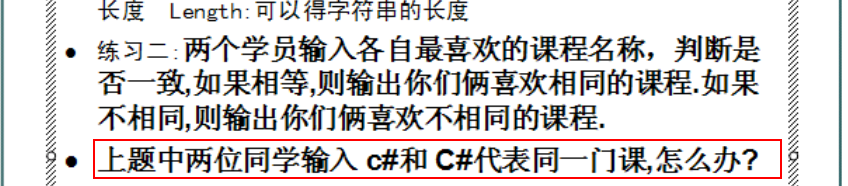 长度　Length:可以得字符串的长度
● 练习二:两个学员输入各自最喜欢的课程名称，判断是
否一致,如果相等,则输出你们俩喜欢相同的课程.如果
不相同,则输出你们俩喜欢不相同的课程.
● 上题中两位同学输入 c#和 C#代表同一门课,怎么办?